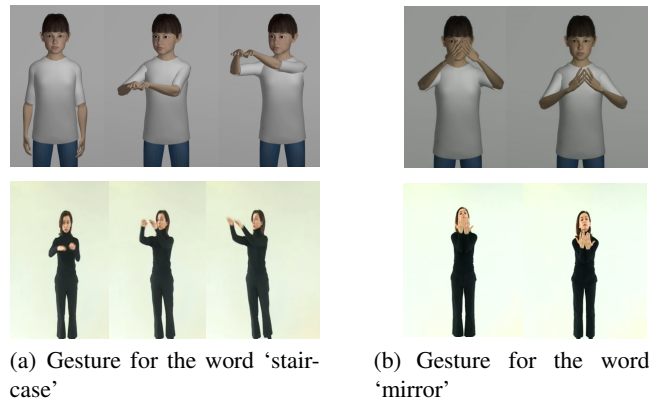 (a) Gesture for the word ‘stair-
case’
(b) Gesture for the word
‘mirror’